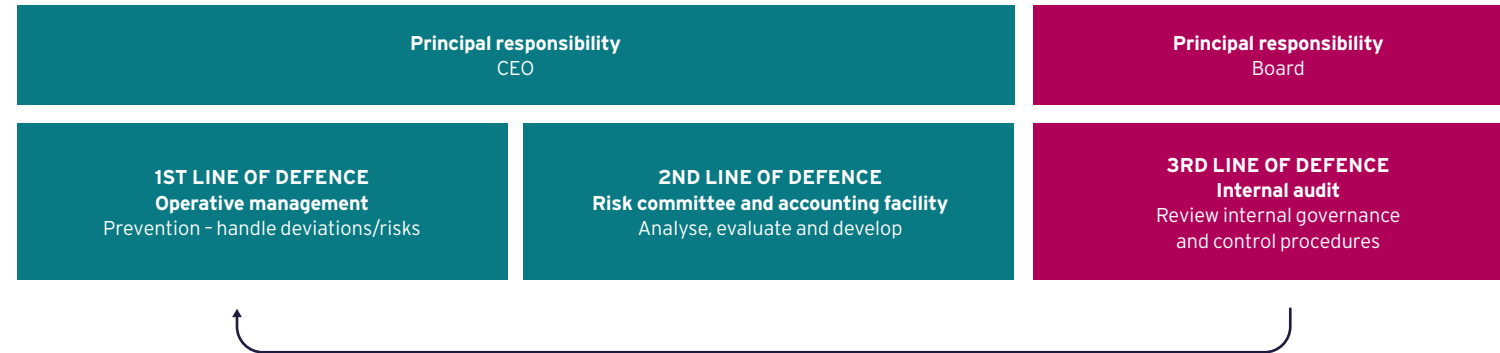 Principal responsibility
CEO
Principal responsibility
Board
1ST LINE OF DEFENCE
Operative management
Prevention – handle deviations/risks
2ND LINE OF DEFENCE
Risk committee and accounting facility
Analyse, evaluate and develop
3RD LINE OF DEFENCE
Internal audit
Review internal governance
and control procedures